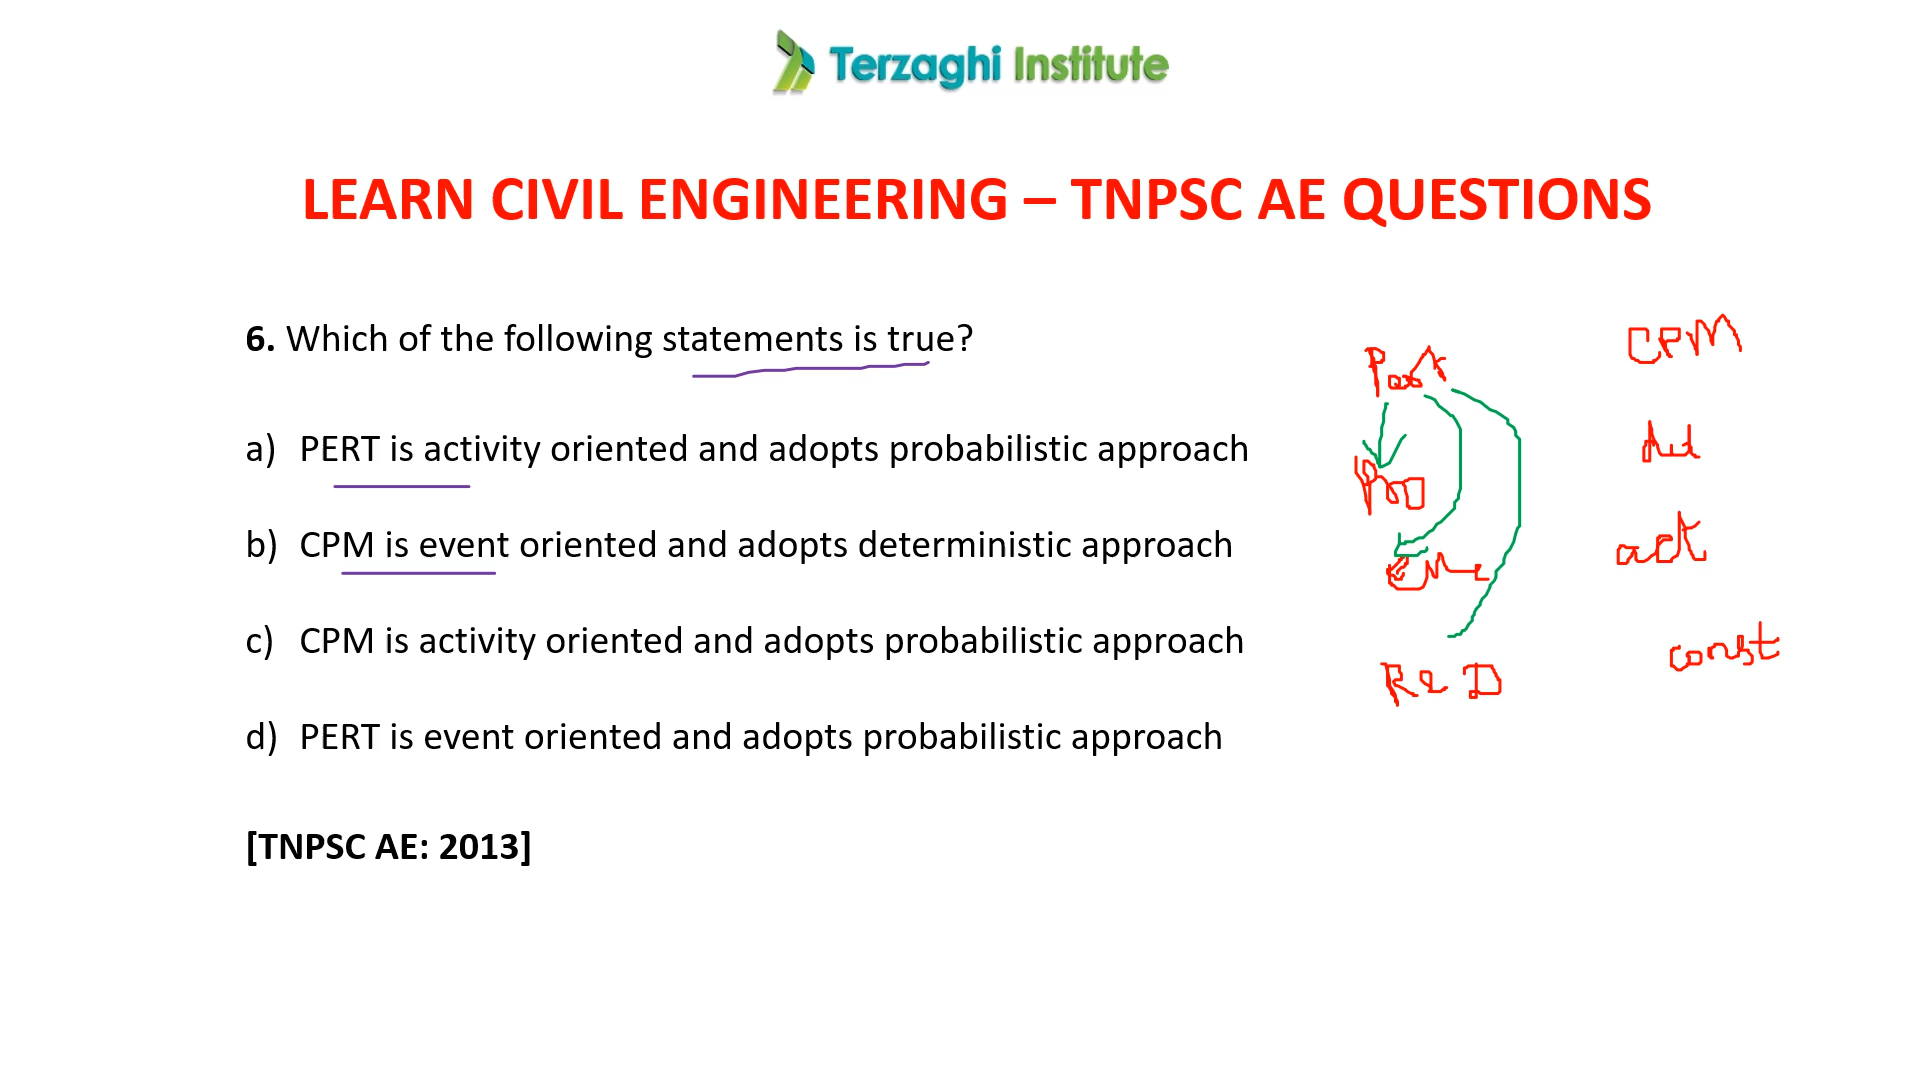 Terzaghi Institute
LEARN CIVIL ENGINEERING – TNPSC AE QUESTIONS
6. Which of the following statements is true?
a) PERT is activity oriented and adopts probabilistic approach
b) CPM is event oriented and adopts deterministic approach
c) CPM is activity oriented and adopts probabilistic approach
d) PERT is event oriented and adopts probabilistic approach
[TNPSC AE: 2013]
CPM
Pro
act
const
R & D